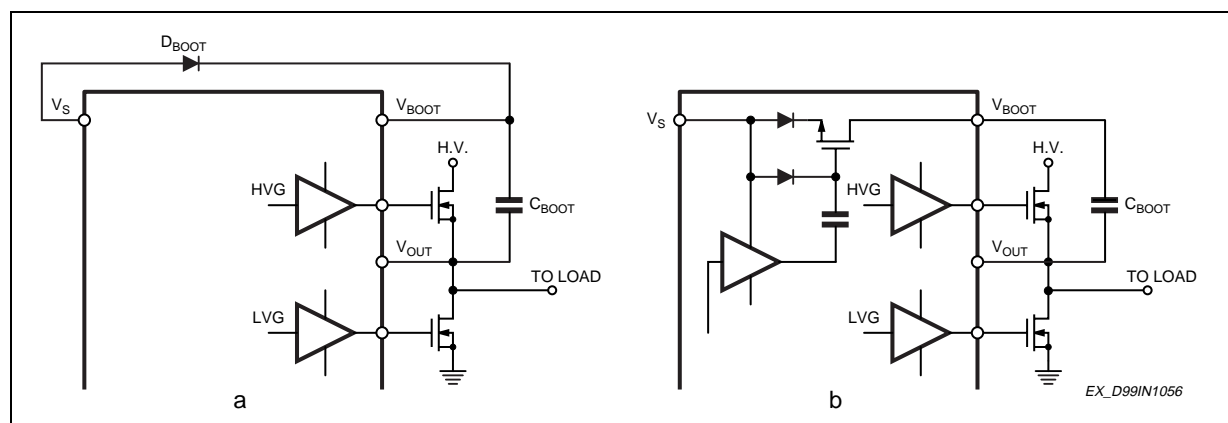 DBOOT
VS
VBOOT
H.V.
HVG
CBOOT
VOUT
TO LOAD
LVG
a
VS
VBOOT
H.V.
HVG
CBOOT
VOUT
TO LOAD
LVG
b
EX_D99IN1056